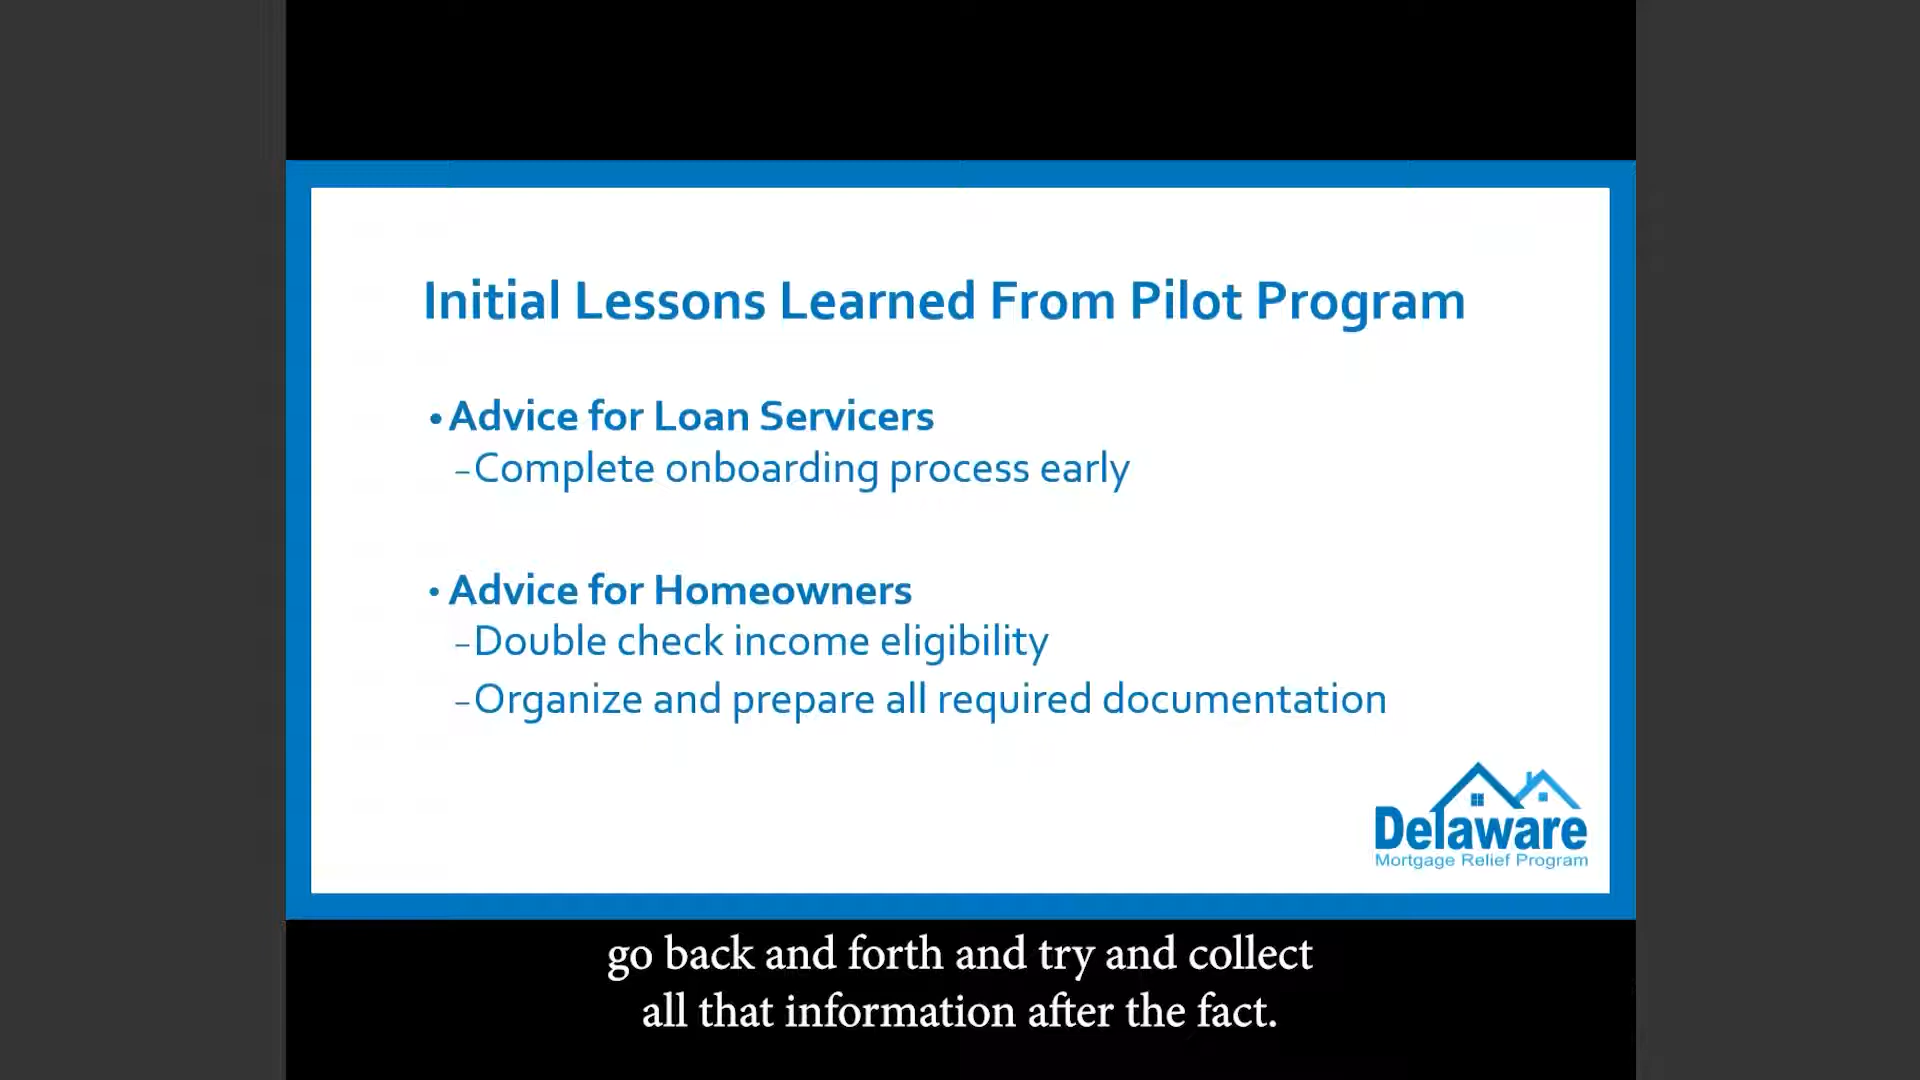 Initial Lessons Learned From Pilot Program
• Advice for Loan Servicers
–Complete onboarding process early
• Advice for Homeowners
–Double check income eligibility
–Organize and prepare all required documentation
Delaware
Mortgage Relief Program
go back and forth and try and collect
all that information after the fact.